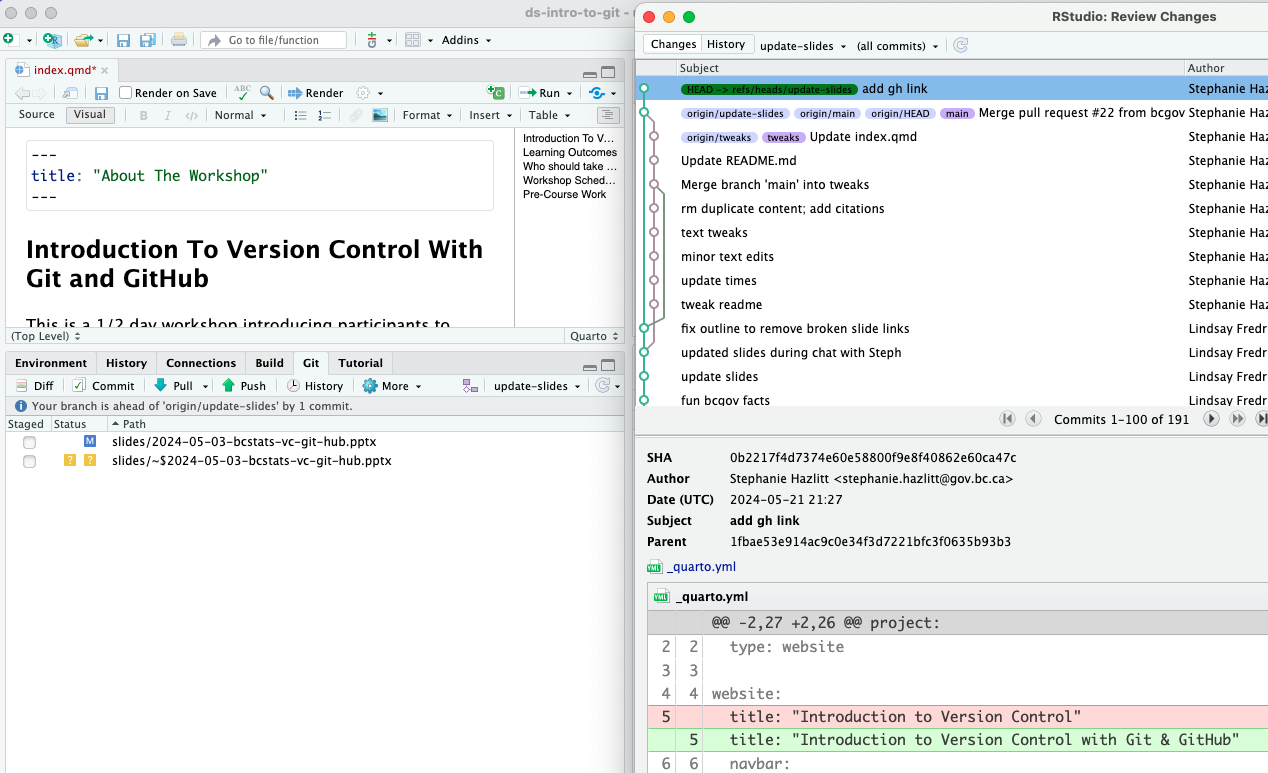 ds-intro-to-git
Go to file/function
Addins
index.qmd*
Render on Save
ABC
Render
Run
Source
Visual
B
I
</>
Normal
Format
Insert
Table
---
title: "About The Workshop"
---
Introduction To Version Control With
Git and GitHub
This is a 1/2 day workshop introducing participants to
Introduction To V...
Learning Outcomes
Who should take ...
Workshop Sched...
Pre-Course Work
(Top Level)
Quarto
Environment
History
Connections
Build
Git
Tutorial
Diff
Commit
Pull
Push
History
More
update-slides
Your branch is ahead of 'origin/update-slides' by 1 commit.
Staged Status Path
M slides/2024-05-03-bcstats-vc-git-hub.pptx
? ? slides/~$2024-05-03-bcstats-vc-git-hub.pptx
RStudio: Review Changes
Changes
History
update-slides
(all commits)
Subject Author
HEAD -> refs/heads/update-slides add gh link Stephanie Haz
origin/update-slides origin/main origin/HEAD main Merge pull request #22 from bcgov Stephanie Haz
origin/tweaks tweaks Update index.qmd Stephanie Haz
Update README.md Stephanie Haz
Merge branch 'main' into tweaks Stephanie Haz
rm duplicate content; add citations Stephanie Haz
text tweaks Stephanie Haz
minor text edits Stephanie Haz
update times Stephanie Haz
tweak readme Stephanie Haz
fix outline to remove broken slide links Lindsay Fredr
updated slides during chat with Steph Lindsay Fredr
update slides Lindsay Fredr
fun bcgov facts Lindsay Fredr
Commits 1-100 of 191
SHA 0b2217f4d7374e60e58800f9e8f40862e60ca47c
Author Stephanie Hazlitt <stephanie.hazlitt@gov.bc.ca>
Date (UTC) 2024-05-21 21:27
Subject add gh link
Parent 1fbae53e914ac9c0e34f3d7221bfc3f0635b93b3
YML _quarto.yml
YML _quarto.yml
@@ -2,27 +2,26 @@ project:
2 2 type: website
3 3
4 4 website:
5 title: "Introduction to Version Control"
5 title: "Introduction to Version Control with Git & GitHub"
6 6 navbar: